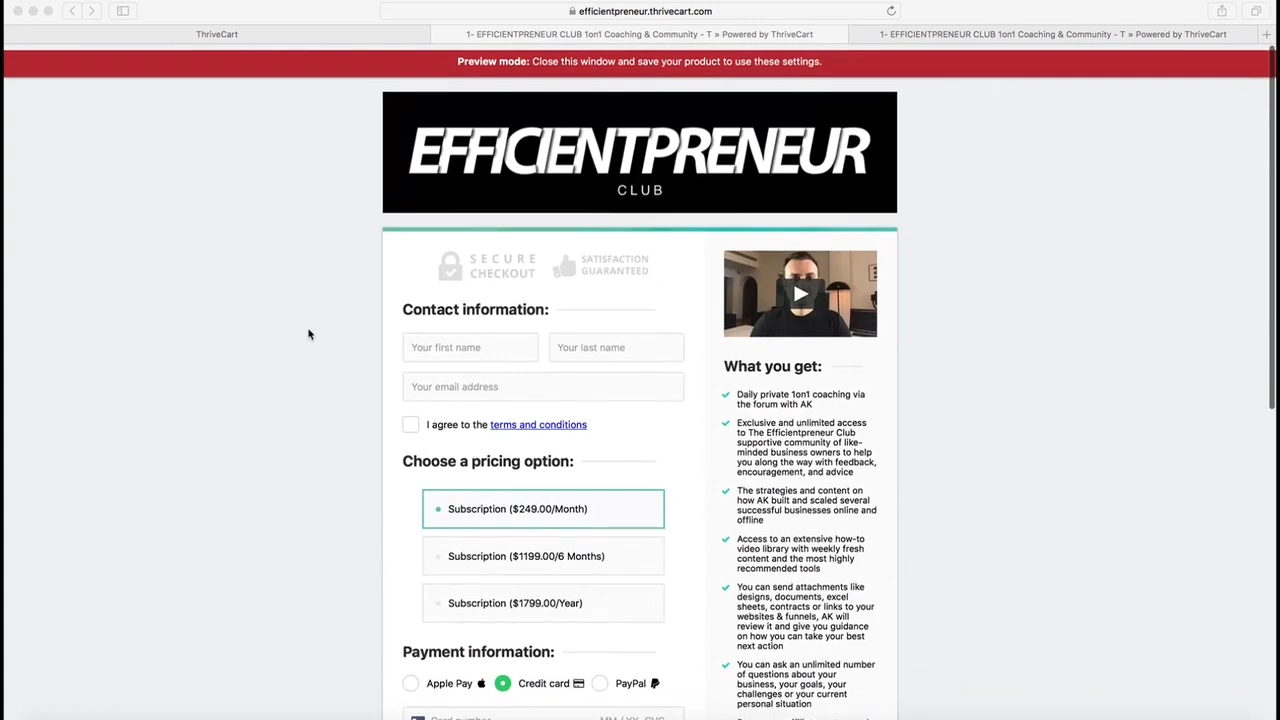 efficientpreneur.thrivecart.com
ThriveCart
1- EFFICIENTPRENEUR CLUB 1on1 Coaching & Community - T » Powered by ThriveCart
1- EFFICIENTPRENEUR CLUB 1on1 Coaching & Community - T » Powered by ThriveCart
Preview mode: Close this window and save your product to use these settings.
EFFICIENTPRENEUR
CLUB
SECURE
CHECKOUT
SATISFACTION
GUARANTEED
Contact information:
Your first name
Your last name
Your email address
I agree to the terms and conditions
Choose a pricing option:
Subscription ($249.00/Month)
Subscription ($1199.00/6 Months)
Subscription ($1799.00/Year)
Payment information:
Apple Pay
Credit card
PayPal
Card number
MM / YY CVC
What you get:
Daily private 1on1 coaching via
the forum with AK
Exclusive and unlimited access
to The Efficientpreneur Club
supportive community of like-
minded business owners to help
you along the way with feedback,
encouragement, and advice
The strategies and content on
how AK built and scaled several
successful businesses online and
offline
Access to an extensive how-to
video library with weekly fresh
content and the most highly
recommended tools
You can send attachments like
designs, documents, excel
sheets, contracts or links to your
websites & funnels, AK will
review it and give you guidance
on how you can take your best
next action
You can ask an unlimited number
of questions about your
business, your goals, your
challenges or your current
personal situation